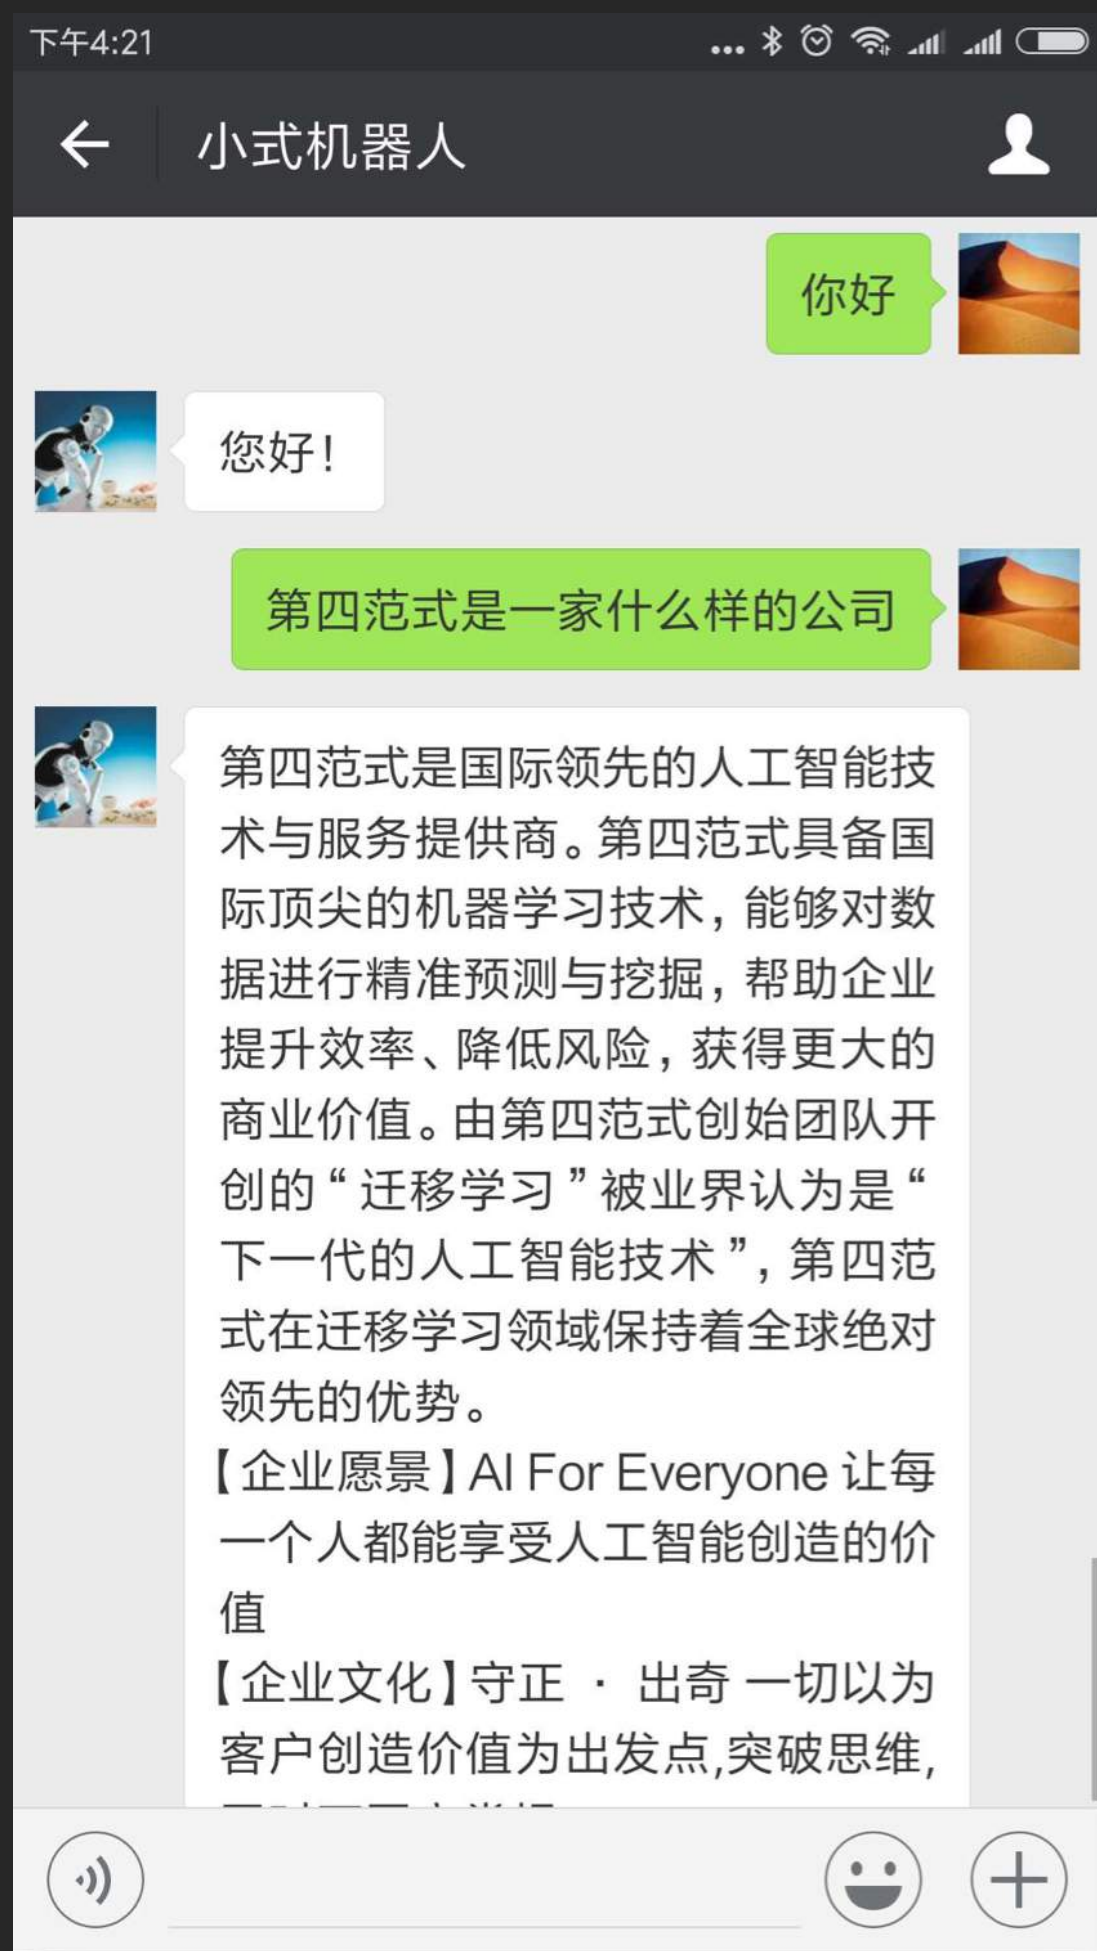 下午4:21
小式机器人
你好
您好!
第四范式是一家什么样的公司
第四范式是国际领先的人工智能技
术与服务提供商。第四范式具备国
际顶尖的机器学习技术，能够对数
据进行精准预测与挖掘，帮助企业
提升效率、降低风险，获得更大的
商业价值。由第四范式创始团队开
创的“迁移学习”被业界认为是“
下一代的人工智能技术”，第四范
式在迁移学习领域保持着全球绝对
领先的优势。
【企业愿景】AI For Everyone 让每
一个人都能享受人工智能创造的价
值
【企业文化】守正 · 出奇 一切以为
客户创造价值为出发点,突破思维,